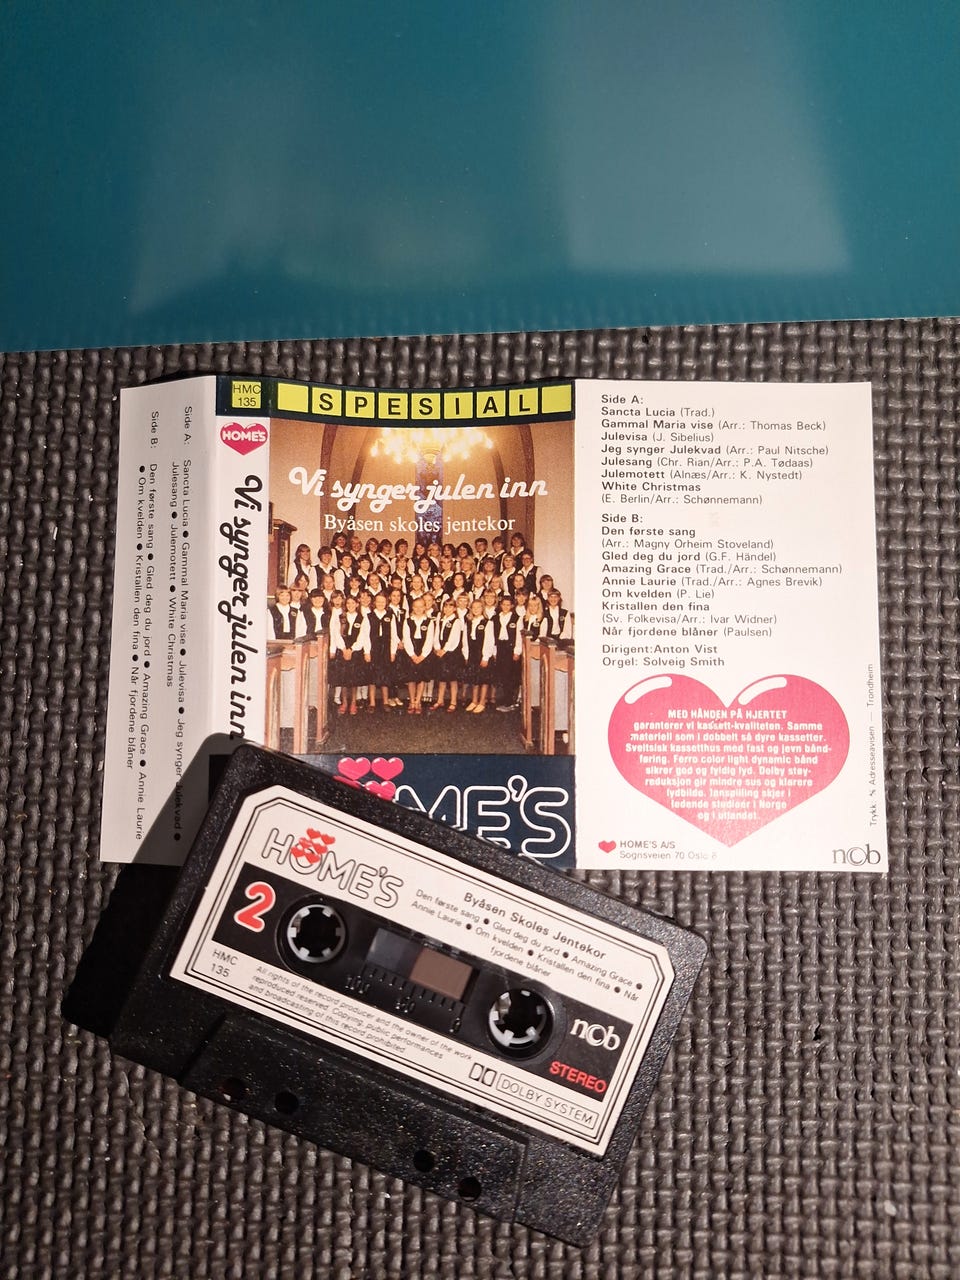 Side A: Sancta Lucia ● Gammal Maria vise ● Julevisa ● Jeg synger Julekvad ●
Julesang ● Julemotett ● White Christmas
Side B: Den første sang ● Gled deg du jord ● Amazing Grace ● Annie Laurie
● Om kvelden ● Kristallen den fina ● Når fjordene blåner
HMC
135
HOME'S
Vi synger julen inn
SPESIAL
Vi synger julen inn
Byåsen skoles jentekor
HOME'S
Side A:
Sancta Lucia (Trad.)
Gammal Maria vise (Arr.: Thomas Beck)
Julevisa (J. Sibelius)
Jeg synger Julekvad (Arr.: Paul Nitsche)
Julesang (Chr. Rian/Arr.: P.A. Tødaas)
Julemotett (Alnæs/Arr.: K. Nystedt)
White Christmas
(E. Berlin/Arr.: Schønnemann)
Side B:
Den første sang
(Arr.: Magny Orheim Stoveland)
Gled deg du jord (G.F. Händel)
Amazing Grace (Trad./Arr.: Schønnemann)
Annie Laurie (Trad./Arr.: Agnes Brevik)
Om kvelden (P. Lie)
Kristallen den fina
(Sv. Folkevisa/Arr.: Ivar Widner)
Når fjordene blåner (Paulsen)
Dirigent:Anton Vist
Orgel: Solveig Smith
MED HÅNDEN PÅ HJERTET
garanterer vi kassett-kvaliteten. Samme
materiell som i dobbelt så dyre kassetter.
Sveitsisk kassetthus med fast og jevn bånd-
føring. Ferro color light dynamic bånd
sikrer god og fyldig lyd. Dolby støy-
reduksjon gir mindre sus og klarere
lydbilde. Innspilling skjer i
ledende studioer i Norge
og i utlandet.
HOME'S A/S
Sognsveien 70 Oslo 8
ncb
Trykk: % Adresseavisen — Trondheim
HOME'S
2
Byåsen Skoles Jentekor
Den første sang ● Gled deg du jord ● Amazing Grace ●
Annie Laurie ● Om kvelden ● Kristallen den fina ● Når
fjordene blåner
HMC
135
100 50 0
ncb
STEREO
All rights of the record producer and the owner of the work
reproduced reserved. Copying, public performances
and broadcasting of this record prohibited
DOLBY SYSTEM